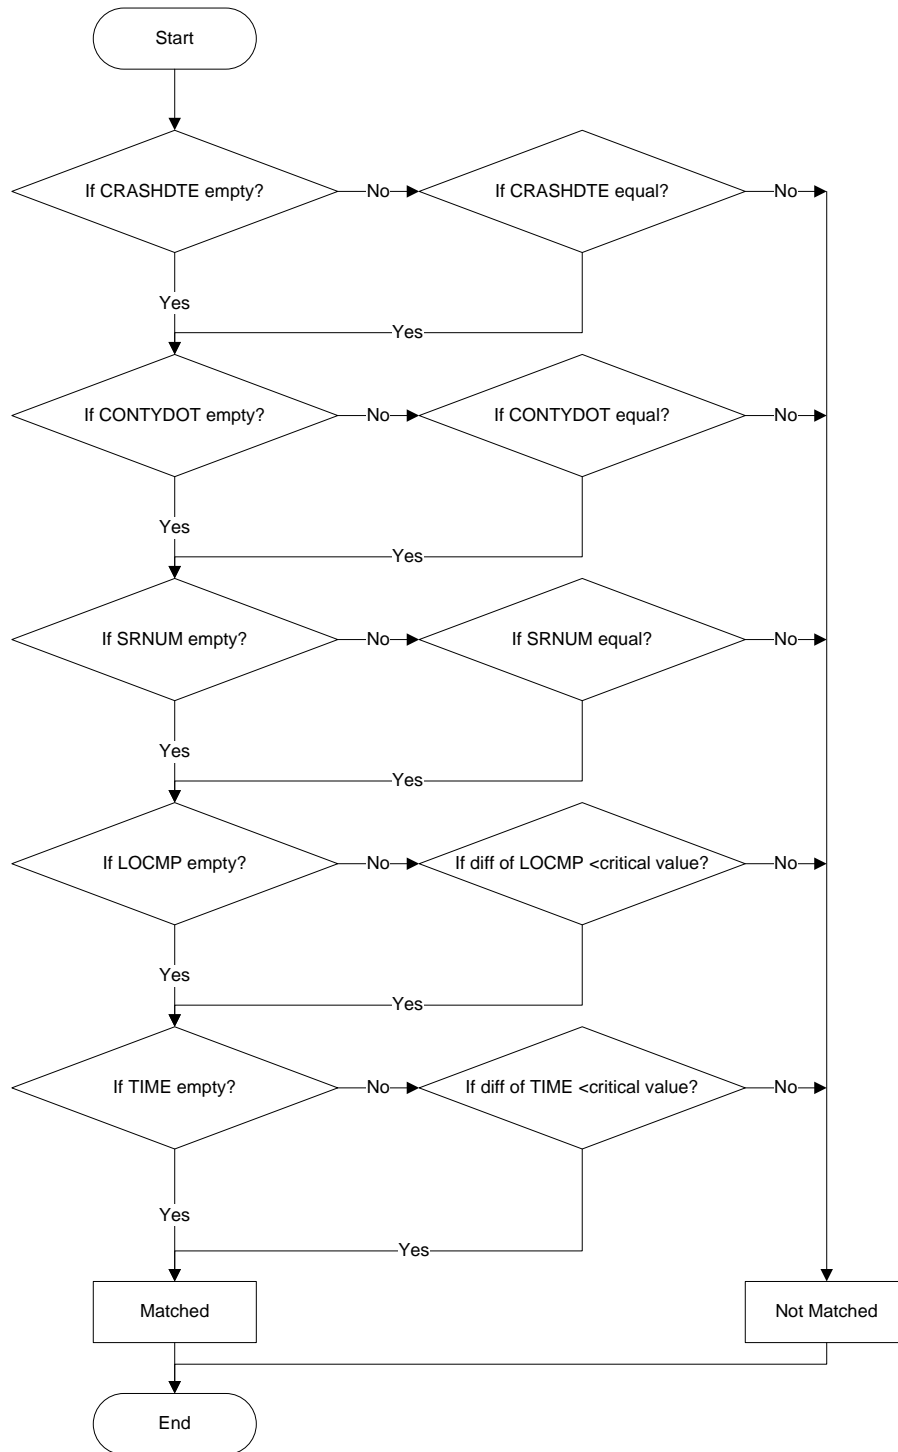 Start
If CRASHDTE empty?
No
If CRASHDTE equal?
No
Yes
Yes
If CONTYDOT empty?
No
If CONTYDOT equal?
No
Yes
Yes
If SRNUM empty?
No
If SRNUM equal?
No
Yes
Yes
If LOCMP empty?
No
If diff of LOCMP <critical value?
No
Yes
Yes
If TIME empty?
No
If diff of TIME <critical value?
No
Yes
Yes
Matched
Not Matched
End